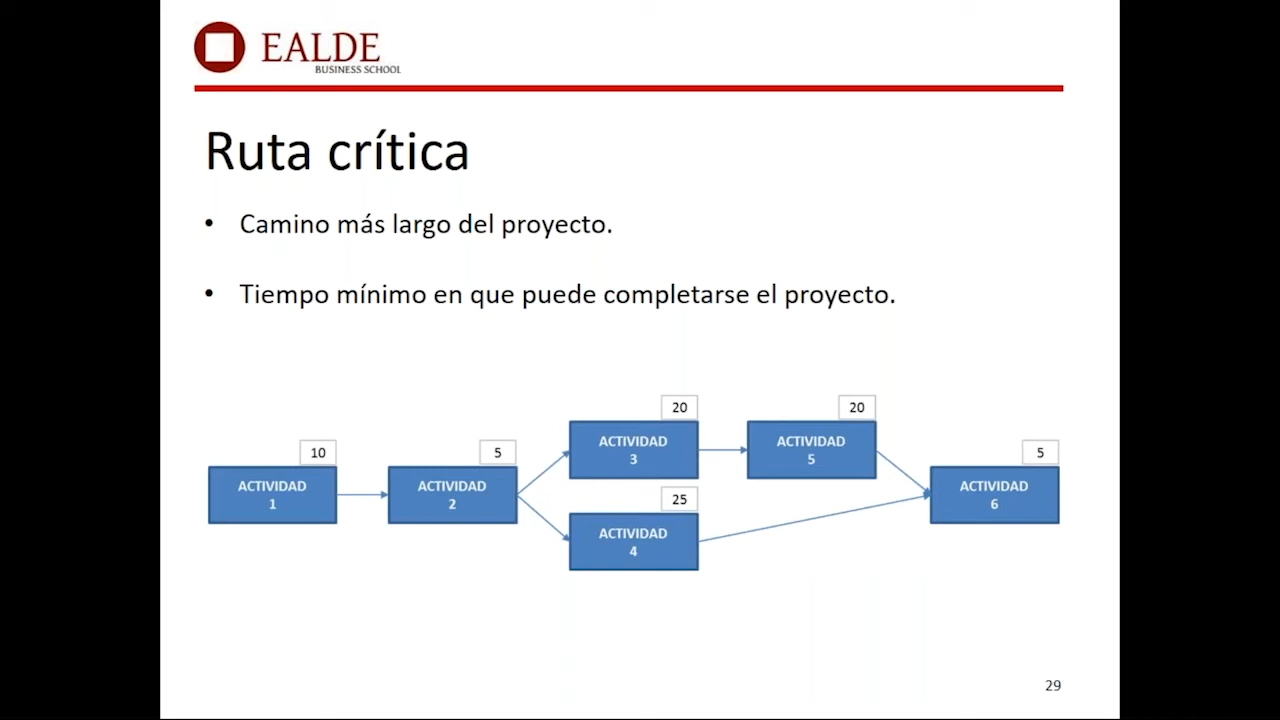 EALDE
BUSINESS SCHOOL
Ruta crítica
• Camino más largo del proyecto.
• Tiempo mínimo en que puede completarse el proyecto.
10
ACTIVIDAD
1
5
ACTIVIDAD
2
20
ACTIVIDAD
3
25
ACTIVIDAD
4
20
ACTIVIDAD
5
5
ACTIVIDAD
6
29